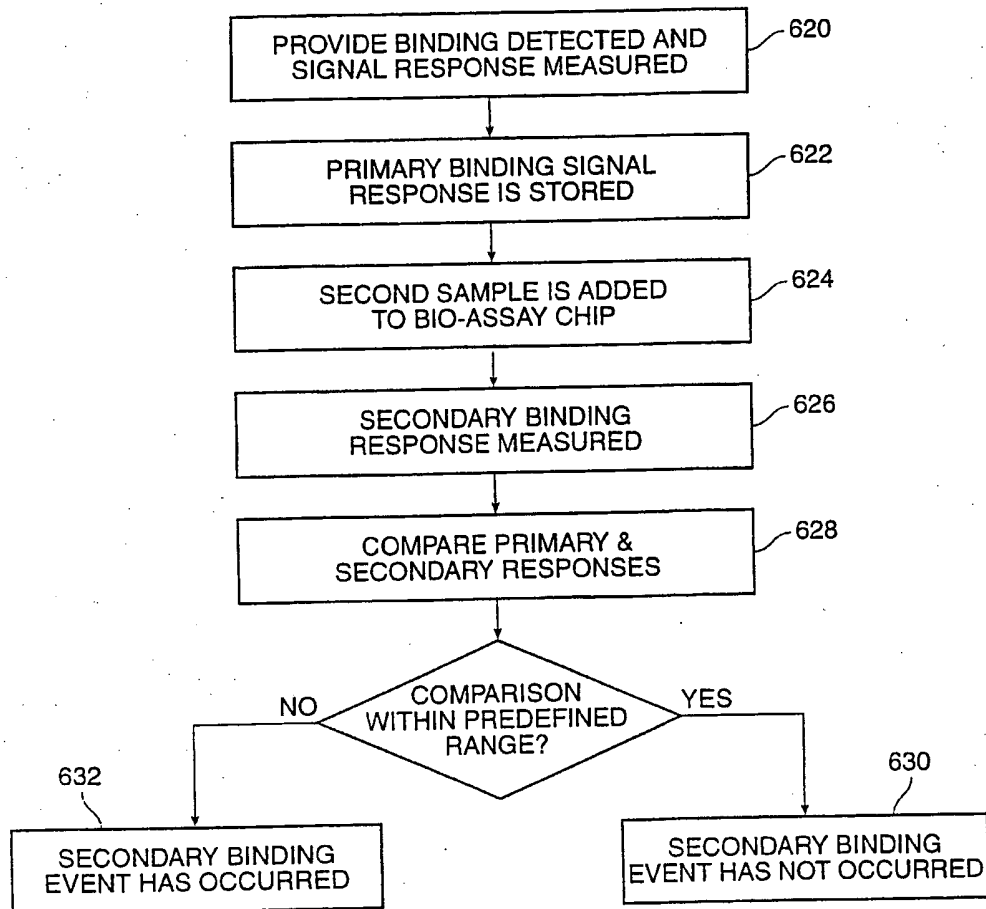 PROVIDE BINDING DETECTED AND
SIGNAL RESPONSE MEASURED
620
PRIMARY BINDING SIGNAL
RESPONSE IS STORED
622
SECOND SAMPLE IS ADDED
TO BIO-ASSAY CHIP
624
SECONDARY BINDING
RESPONSE MEASURED
626
COMPARE PRIMARY &
SECONDARY RESPONSES
628
COMPARISON
WITHIN PREDEFINED
RANGE?
NO
YES
632
SECONDARY BINDING
EVENT HAS OCCURRED
630
SECONDARY BINDING
EVENT HAS NOT OCCURRED